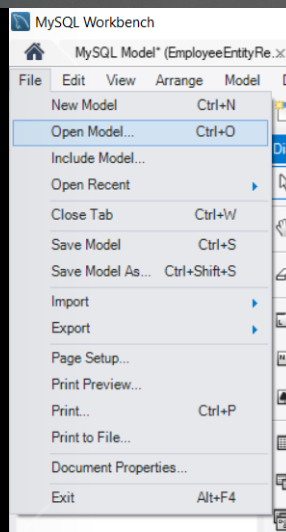 MySQL Workbench
MySQL Model* (EmployeeEntityRe.
File Edit View Arrange Model
New Model Ctrl+N
Open Model... Ctrl+O
Include Model...
Open Recent
Close Tab Ctrl+W
Save Model Ctrl+S
Save Model As... Ctrl+Shift+S
Import
Export
Page Setup...
Print Preview...
Print... Ctrl+P
Print to File...
Document Properties...
Exit Alt+F4